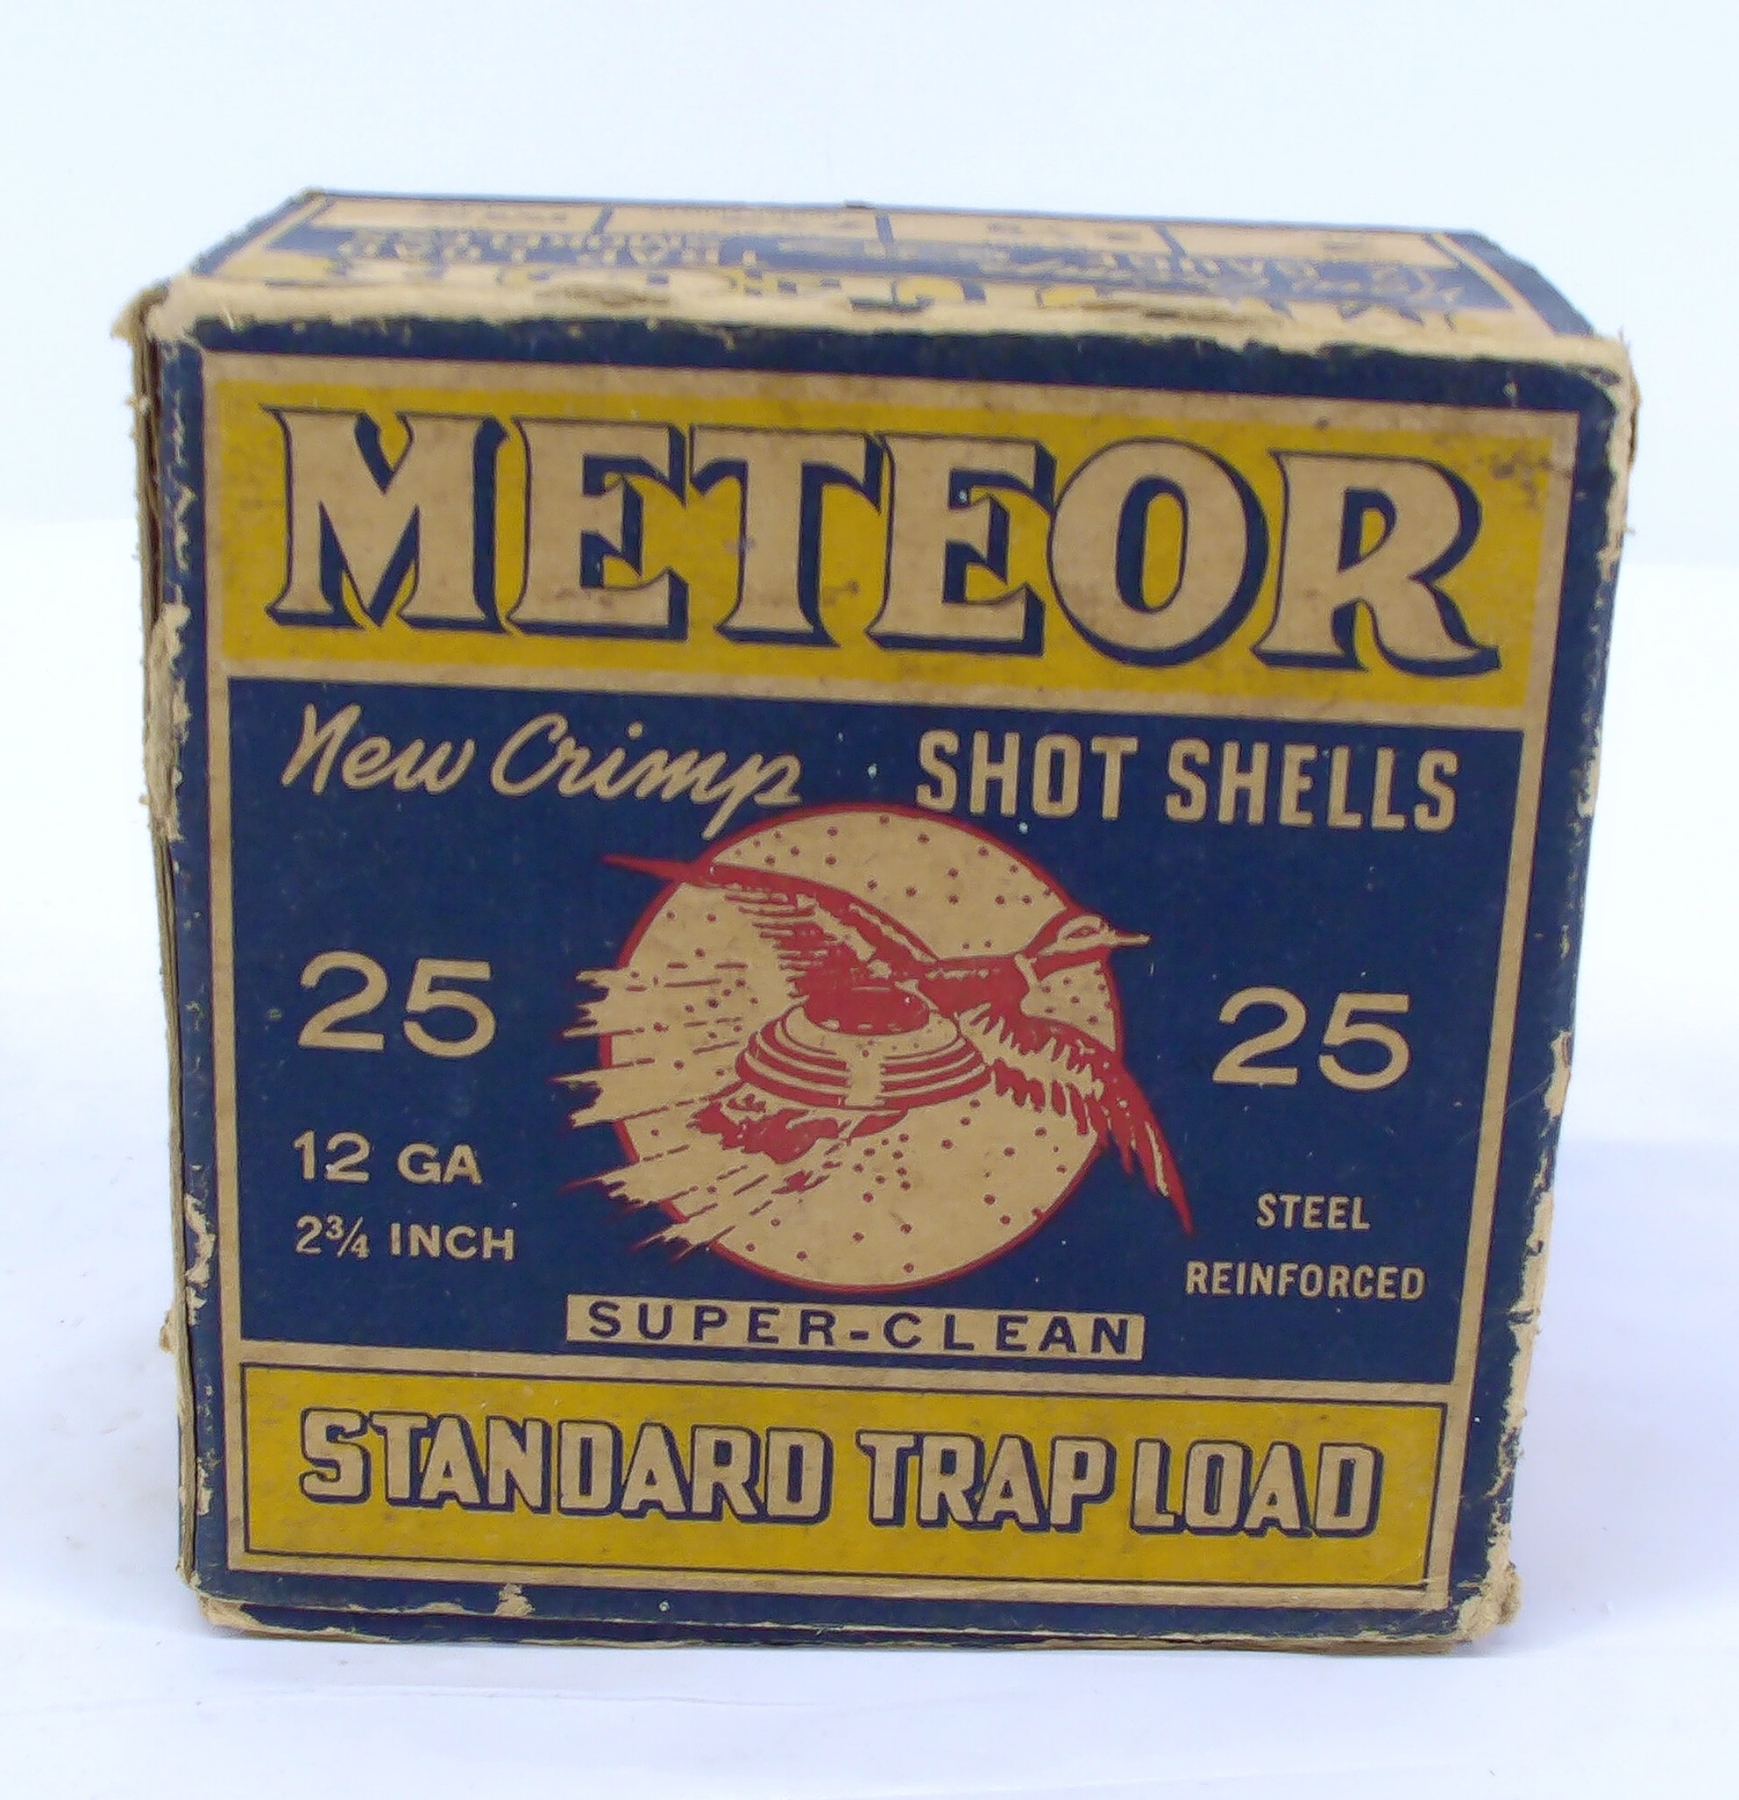 METEOR
New Crimp SHOT SHELLS
25 25
12 GA
2¾ INCH
STEEL
REINFORCED
SUPER-CLEAN
STANDARD TRAP LOAD